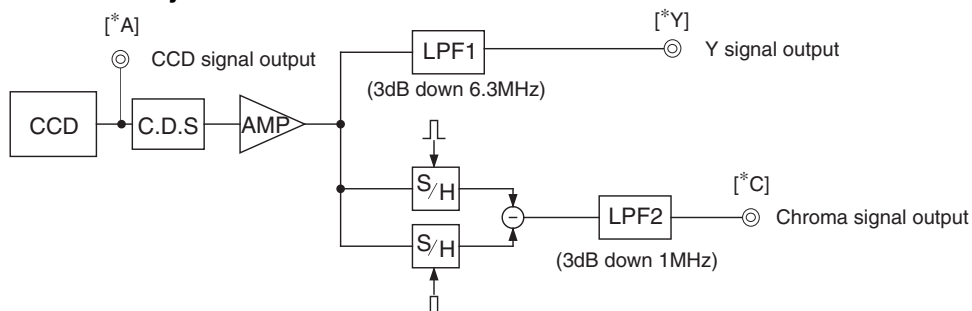 [*A]
[*Y]
CCD signal output
LPF1
Y signal output
(3dB down 6.3MHz)
CCD
C.D.S
AMP
S/H
[*C]
LPF2
Chroma signal output
S/H
(3dB down 1MHz)